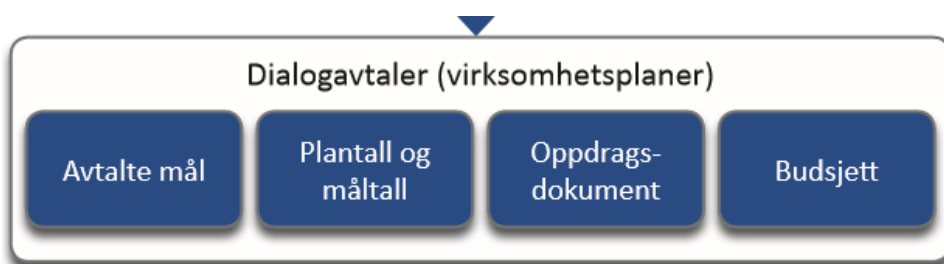 Dialogavtaler (virksomhetsplaner)
Avtalte mål
Plantall og
måltall
Oppdrags-
dokument
Budsjett